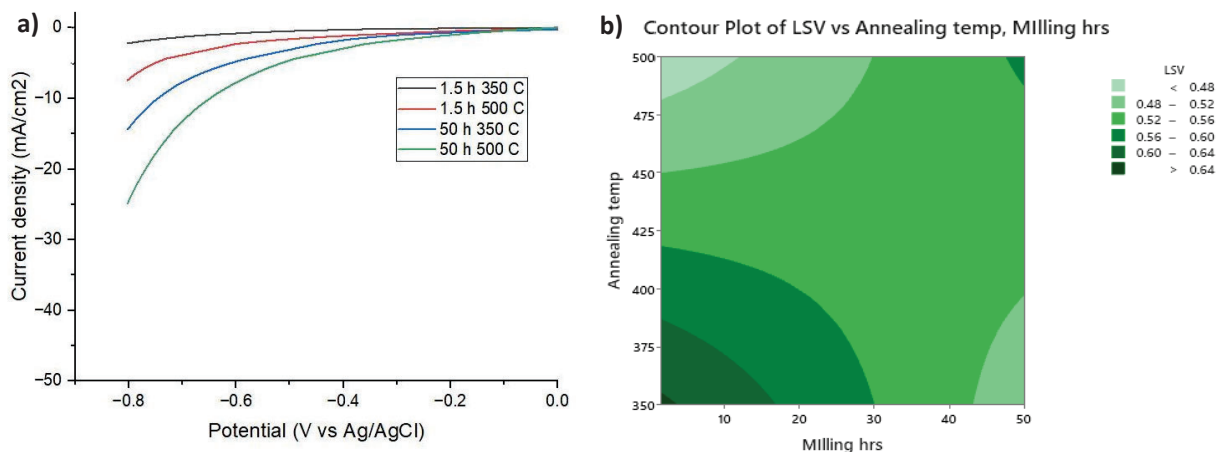 a)
0
−10
−20
−30
−40
−50
Current density (mA/cm2)
1.5 h 350 C
1.5 h 500 C
50 h 350 C
50 h 500 C
−0.8
−0.6
−0.4
−0.2
0.0
Potential (V vs Ag/AgCl)
b)
Contour Plot of LSV vs Annealing temp, MIlling hrs
500
475
450
425
400
375
350
Annealing temp
10
20
30
40
50
MIlling hrs
LSV
< 0.48
0.48 – 0.52
0.52 – 0.56
0.56 – 0.60
0.60 – 0.64
> 0.64